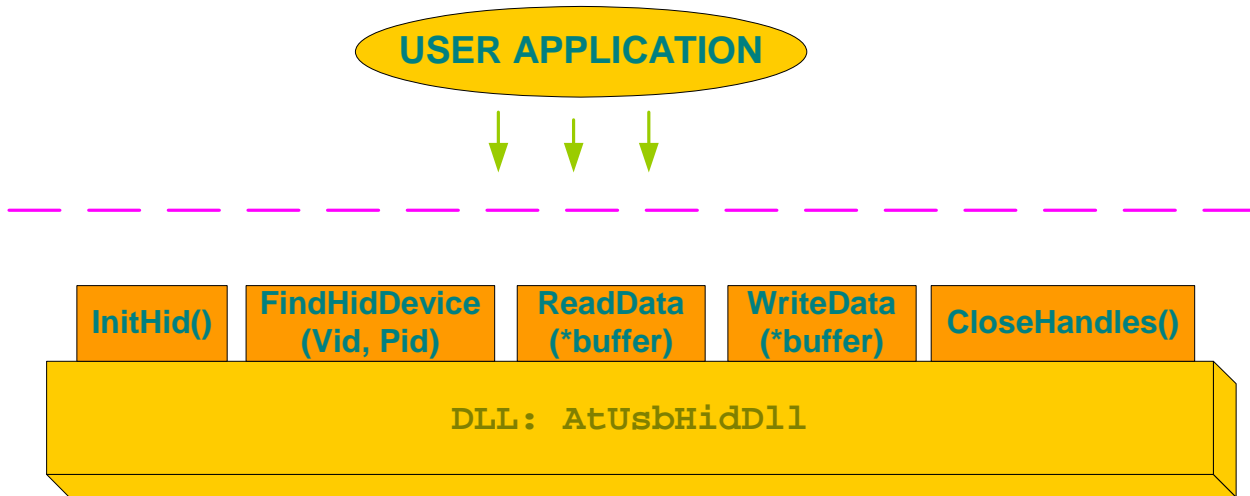 USER APPLICATION
InitHid()
FindHidDevice
(Vid, Pid)
ReadData
(*buffer)
WriteData
(*buffer)
CloseHandles()
DLL: AtUsbHidDll